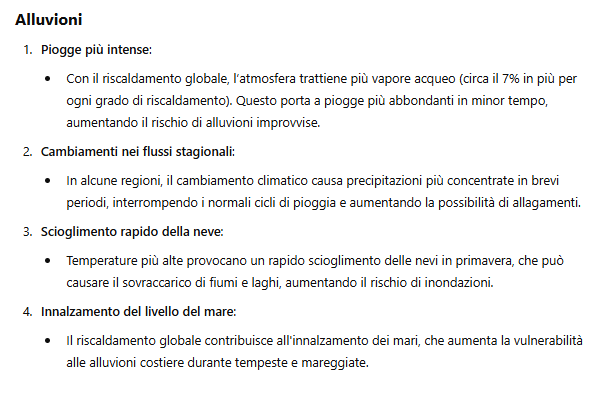 Alluvioni
1. Piogge più intense:
• Con il riscaldamento globale, l'atmosfera trattiene più vapore acqueo (circa il 7% in più per
ogni grado di riscaldamento). Questo porta a piogge più abbondanti in minor tempo,
aumentando il rischio di alluvioni improvvise.
2. Cambiamenti nei flussi stagionali:
• In alcune regioni, il cambiamento climatico causa precipitazioni più concentrate in brevi
periodi, interrompendo i normali cicli di pioggia e aumentando la possibilità di allagamenti.
3. Scioglimento rapido della neve:
• Temperature più alte provocano un rapido scioglimento delle nevi in primavera, che può
causare il sovraccarico di fiumi e laghi, aumentando il rischio di inondazioni.
4. Innalzamento del livello del mare:
• Il riscaldamento globale contribuisce all'innalzamento dei mari, che aumenta la vulnerabilità
alle alluvioni costiere durante tempeste e mareggiate.